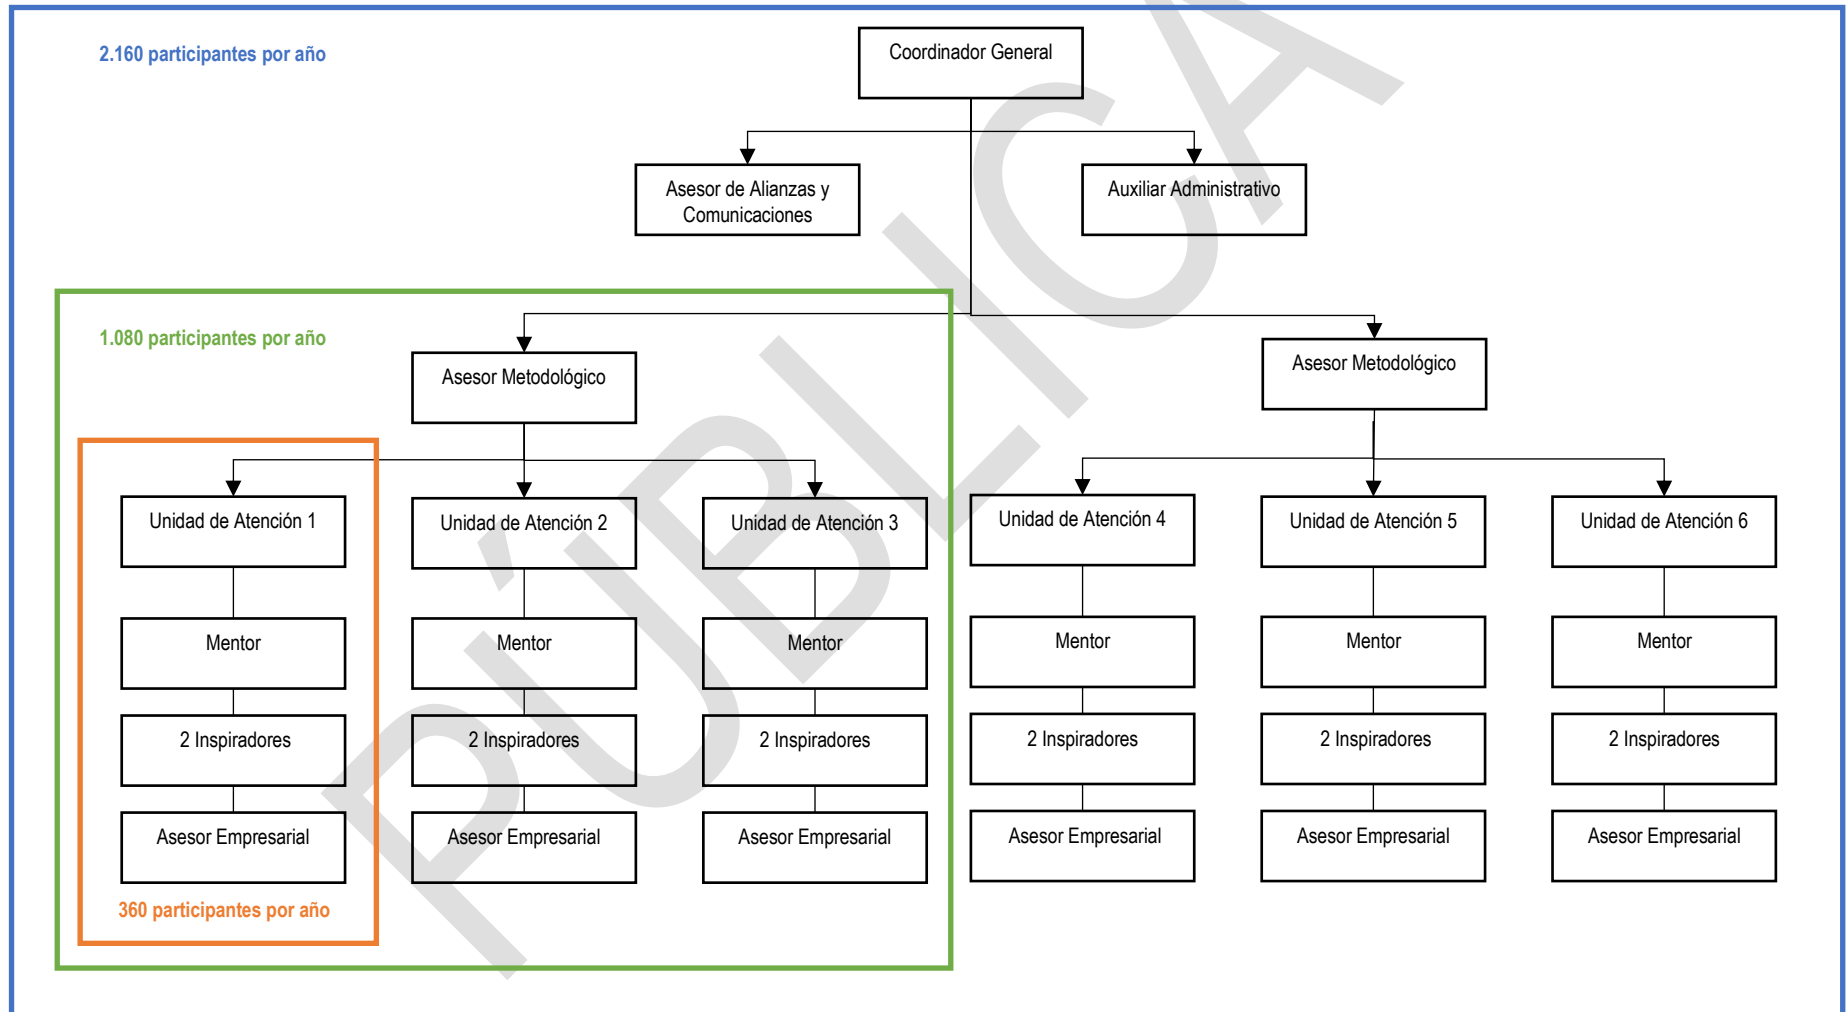 2.160 participantes por año
Coordinador General
Asesor de Alianzas y
Comunicaciones
Auxiliar Administrativo
1.080 participantes por año
Asesor Metodológico
Asesor Metodológico
Unidad de Atención 1
Unidad de Atención 2
Unidad de Atención 3
Unidad de Atención 4
Unidad de Atención 5
Unidad de Atención 6
Mentor
Mentor
Mentor
Mentor
Mentor
Mentor
2 Inspiradores
2 Inspiradores
2 Inspiradores
2 Inspiradores
2 Inspiradores
2 Inspiradores
Asesor Empresarial
Asesor Empresarial
Asesor Empresarial
Asesor Empresarial
Asesor Empresarial
Asesor Empresarial
360 participantes por año
PÚBLICA